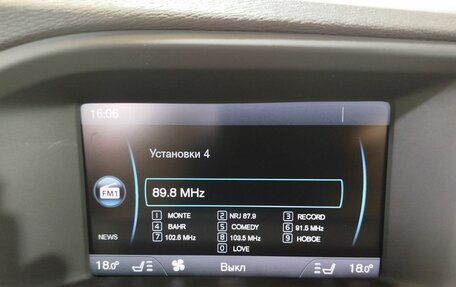 16:06
Установки 4
89.8 MHz
FM1
1 MONTE 2 NRJ 87.9 3 RECORD
4 ВАНR 5 COMEDY 6 91.5 MHz
NEWS 7 102.6 MHz 8 103.5 MHz 9 НОВОЕ
0 LOVE
18.0° Выкл 18.0°